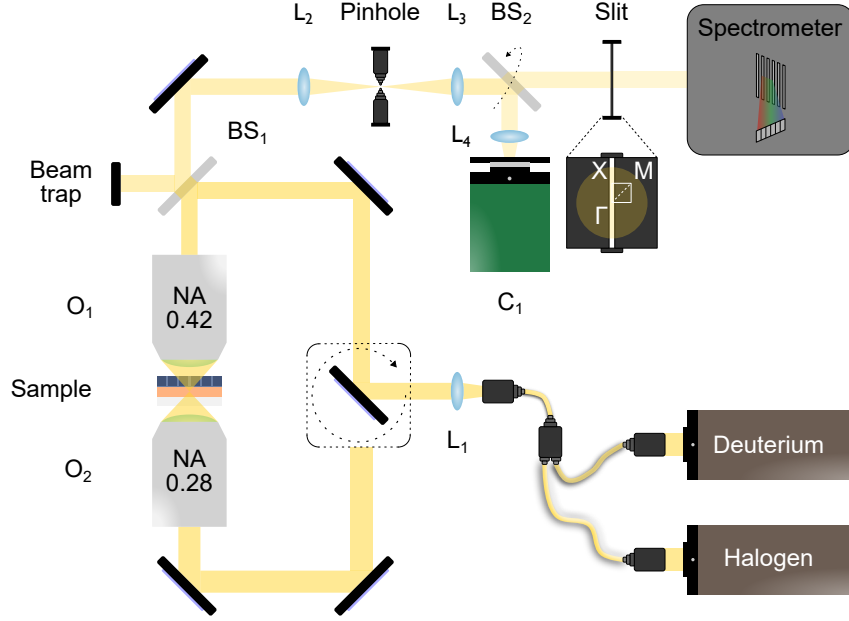 L₂
Pinhole
L₃
BS₂
Slit
Spectrometer
BS₁
L₄
Beam
trap
X
M
Γ
NA
0.42
O₁
C₁
Sample
L₁
Deuterium
O₂
NA
0.28
Halogen